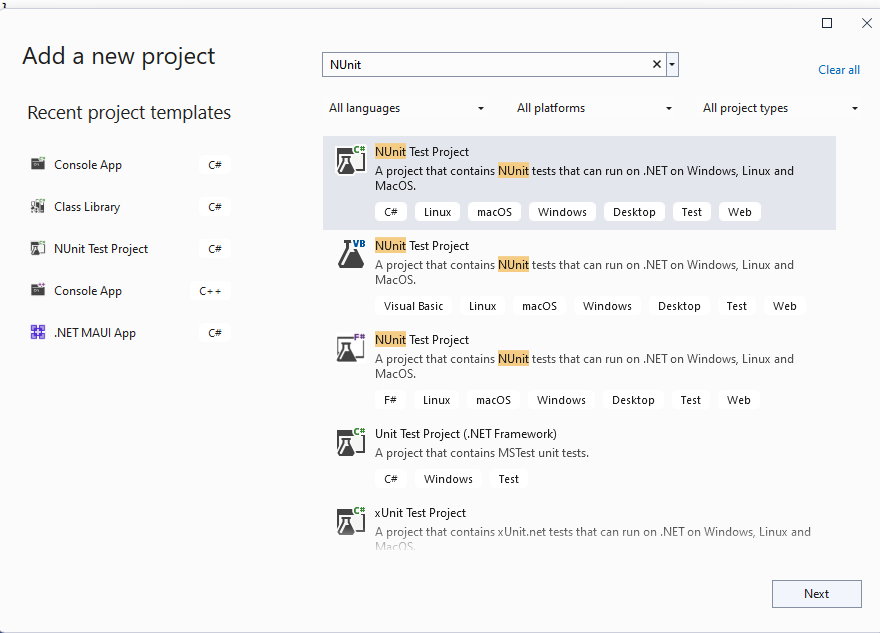 Add a new project
NUnit
Clear all
Recent project templates
All languages
All platforms
All project types
Console App C#
Class Library C#
NUnit Test Project C#
Console App C++
.NET MAUI App C#
C#
NUnit Test Project
A project that contains NUnit tests that can run on .NET on Windows, Linux and
MacOS.
C# Linux macOS Windows Desktop Test Web
VB
NUnit Test Project
A project that contains NUnit tests that can run on .NET on Windows, Linux and
MacOS.
Visual Basic Linux macOS Windows Desktop Test Web
F#
NUnit Test Project
A project that contains NUnit tests that can run on .NET on Windows, Linux and
MacOS.
F# Linux macOS Windows Desktop Test Web
C#
Unit Test Project (.NET Framework)
A project that contains MSTest unit tests.
C# Windows Test
C#
xUnit Test Project
A project that contains xUnit.net tests that can run on .NET on Windows, Linux and
MacOS.
Next